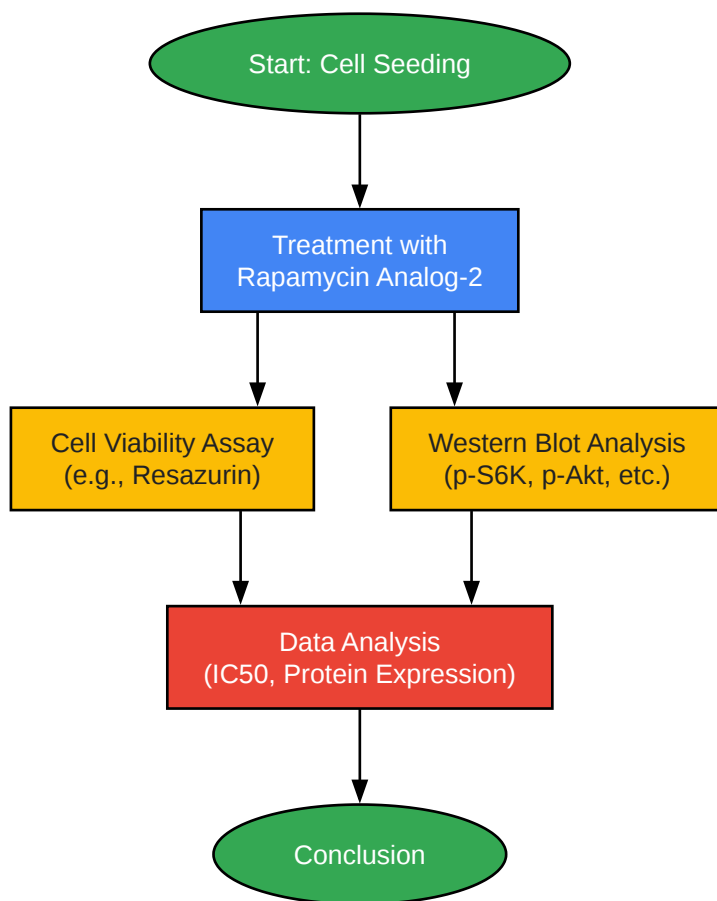 Start: Cell Seeding
Treatment with
Rapamycin Analog-2
Cell Viability Assay
(e.g., Resazurin)
Western Blot Analysis
(p-S6K, p-Akt, etc.)
Data Analysis
(IC50, Protein Expression)
Conclusion